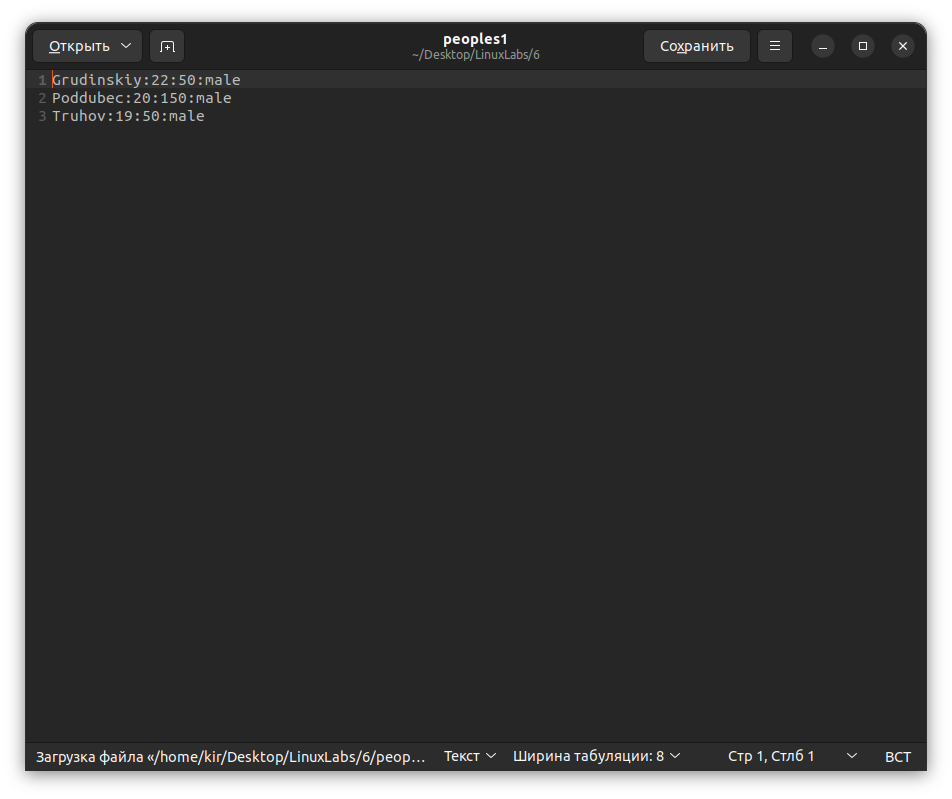 Открыть
peoples1
~/Desktop/LinuxLabs/6
Сохранить
1 Grudinskiy:22:50:male
2 Poddubec:20:150:male
3 Truhov:19:50:male
Загрузка файла «/home/kir/Desktop/LinuxLabs/6/peop… Текст Ширина табуляции: 8 Стр 1, Стлб 1 ВСТ